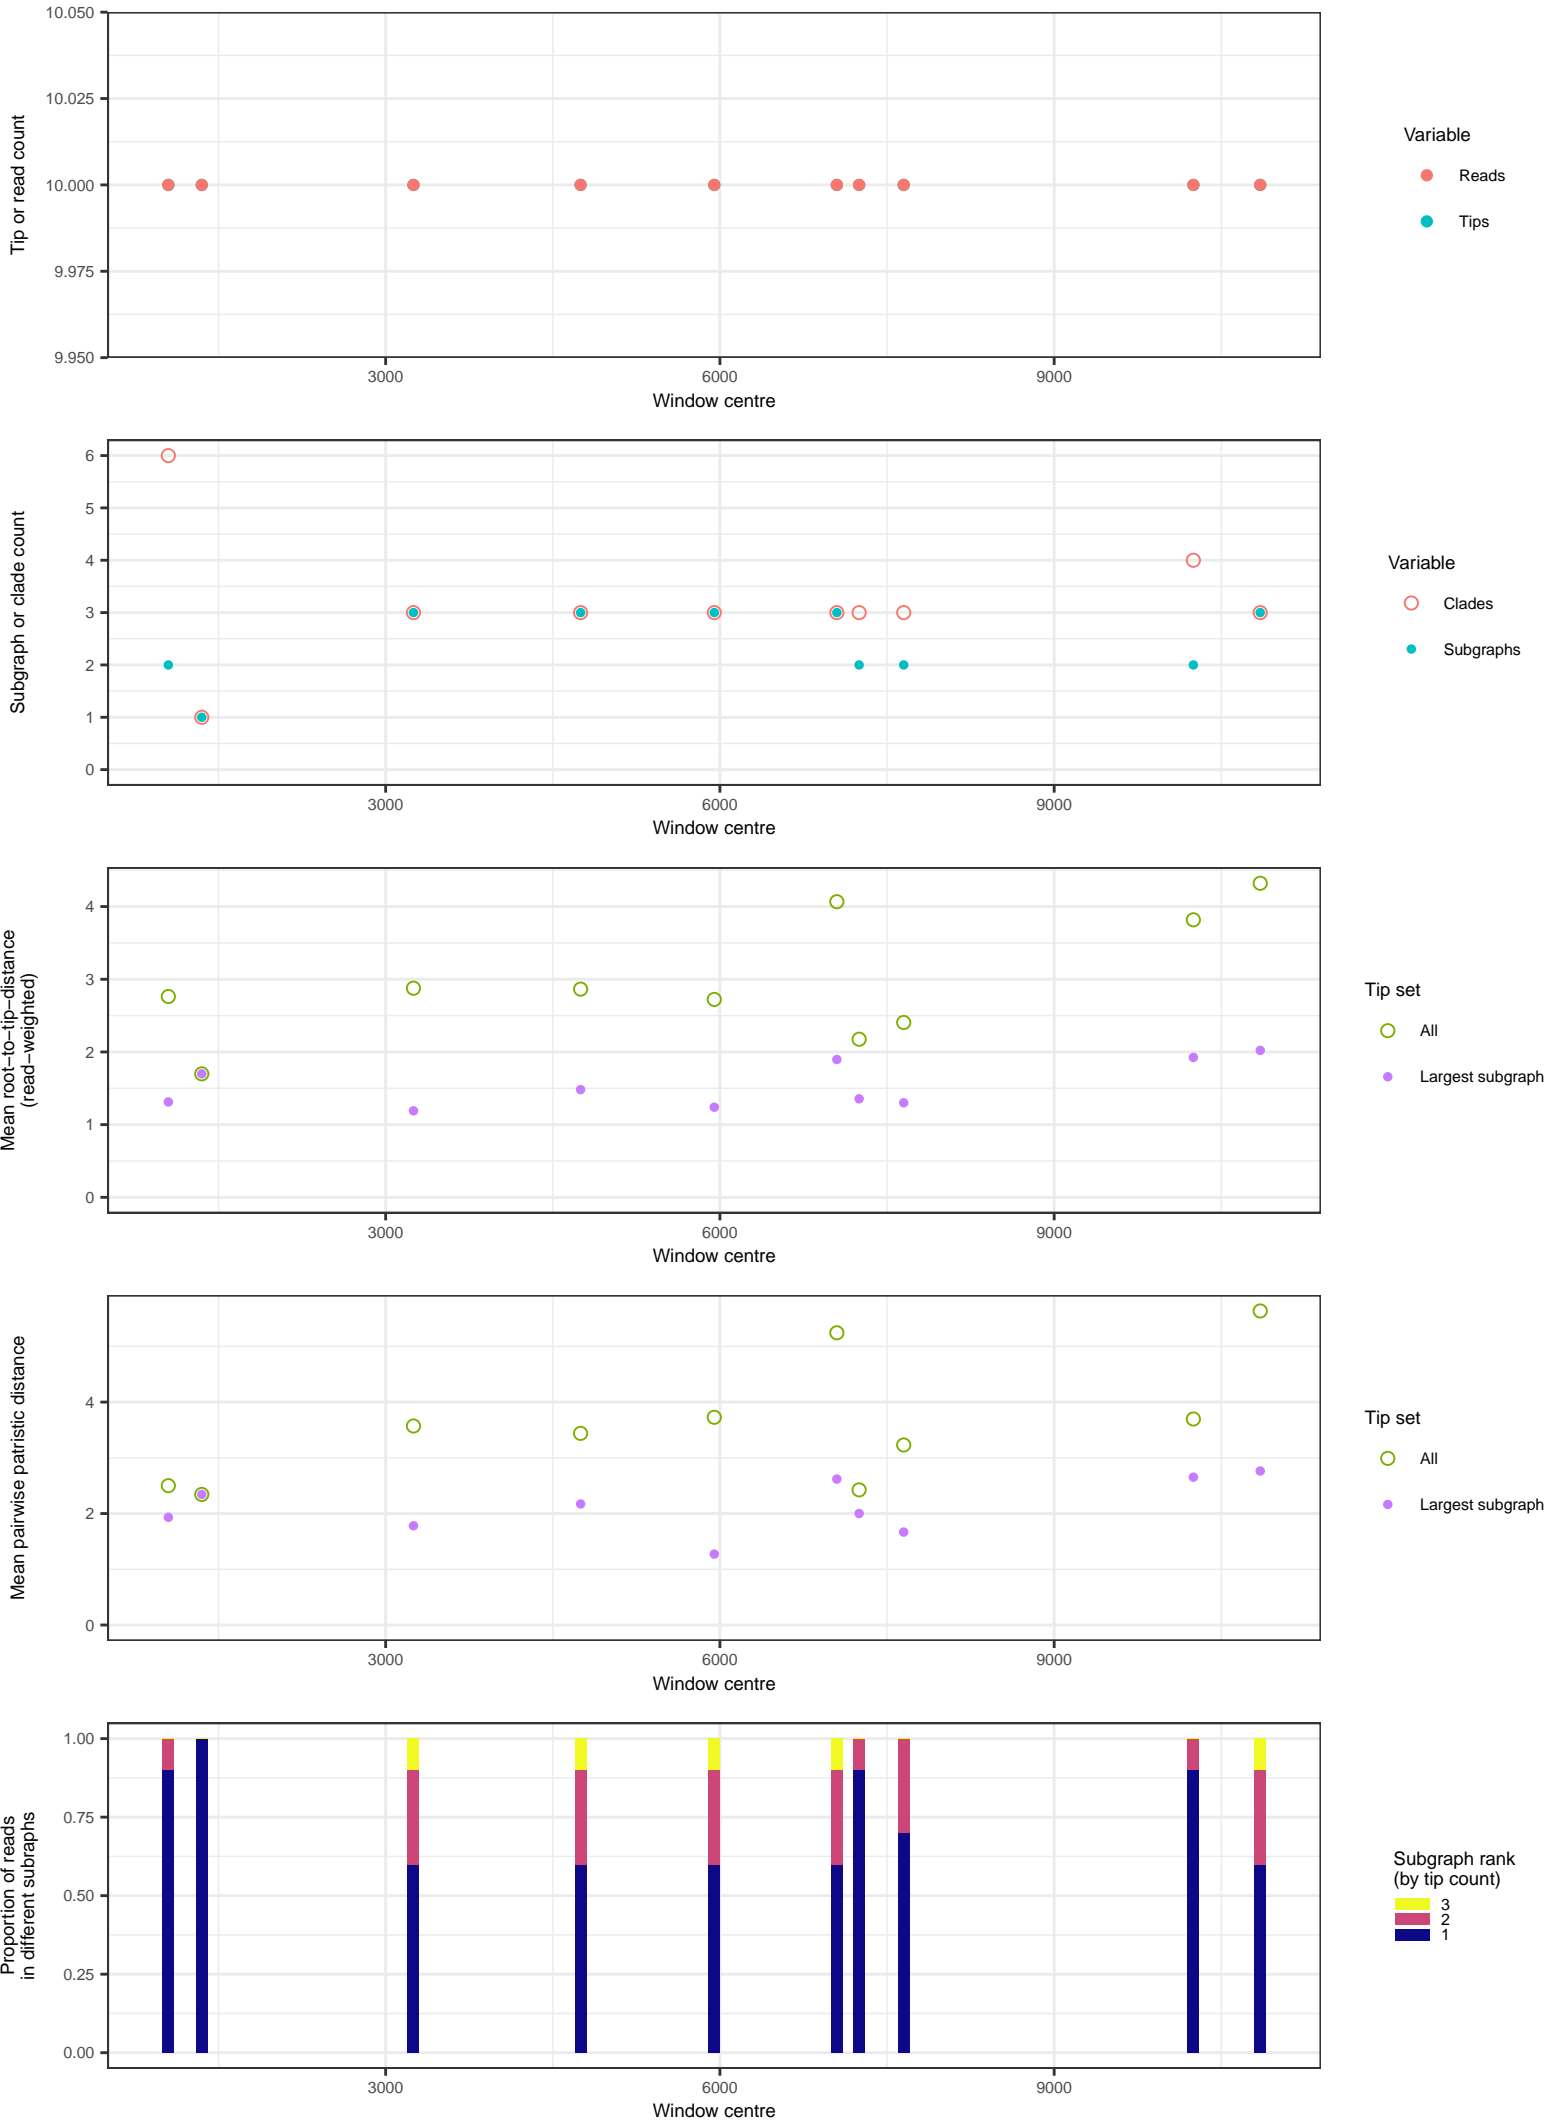 10.050
10.025
10.000
9.975
9.950
Tip or read count
3000
6000
9000
Window centre
Variable
Reads
Tips
6
5
4
3
2
1
0
Subgraph or clade count
3000
6000
9000
Window centre
Variable
Clades
Subgraphs
4
3
2
1
0
Mean root−to−tip−distance
(read−weighted)
3000
6000
9000
Window centre
Tip set
All
Largest subgraph
4
2
0
Mean pairwise patristic distance
3000
6000
9000
Window centre
Tip set
All
Largest subgraph
1.00
0.75
0.50
0.25
0.00
Proportion of reads
in different subraphs
3000
6000
9000
Window centre
Subgraph rank
(by tip count)
3
2
1